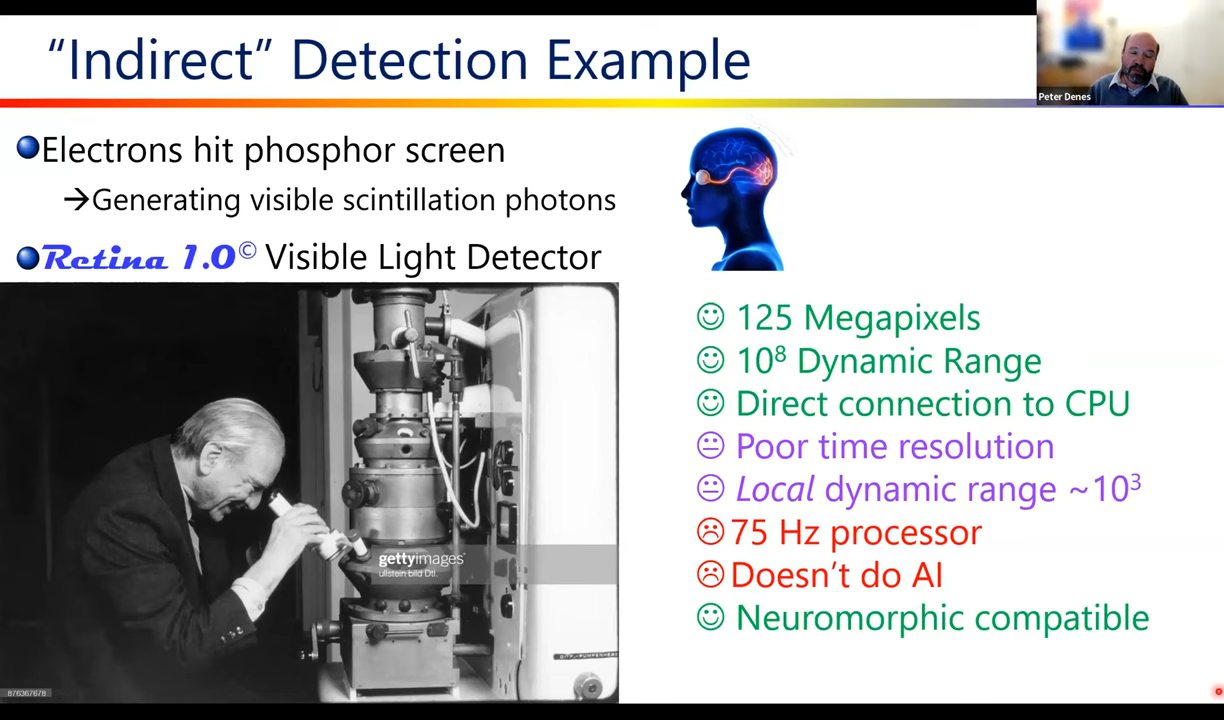 “Indirect” Detection Example
Peter Denes
Electrons hit phosphor screen
→Generating visible scintillation photons
Retina 1.0© Visible Light Detector
125 Megapixels
10⁸ Dynamic Range
Direct connection to CPU
Poor time resolution
Local dynamic range ~10³
75 Hz processor
Doesn’t do AI
Neuromorphic compatible
gettyimages
ullstein bild Dtl.
876367678